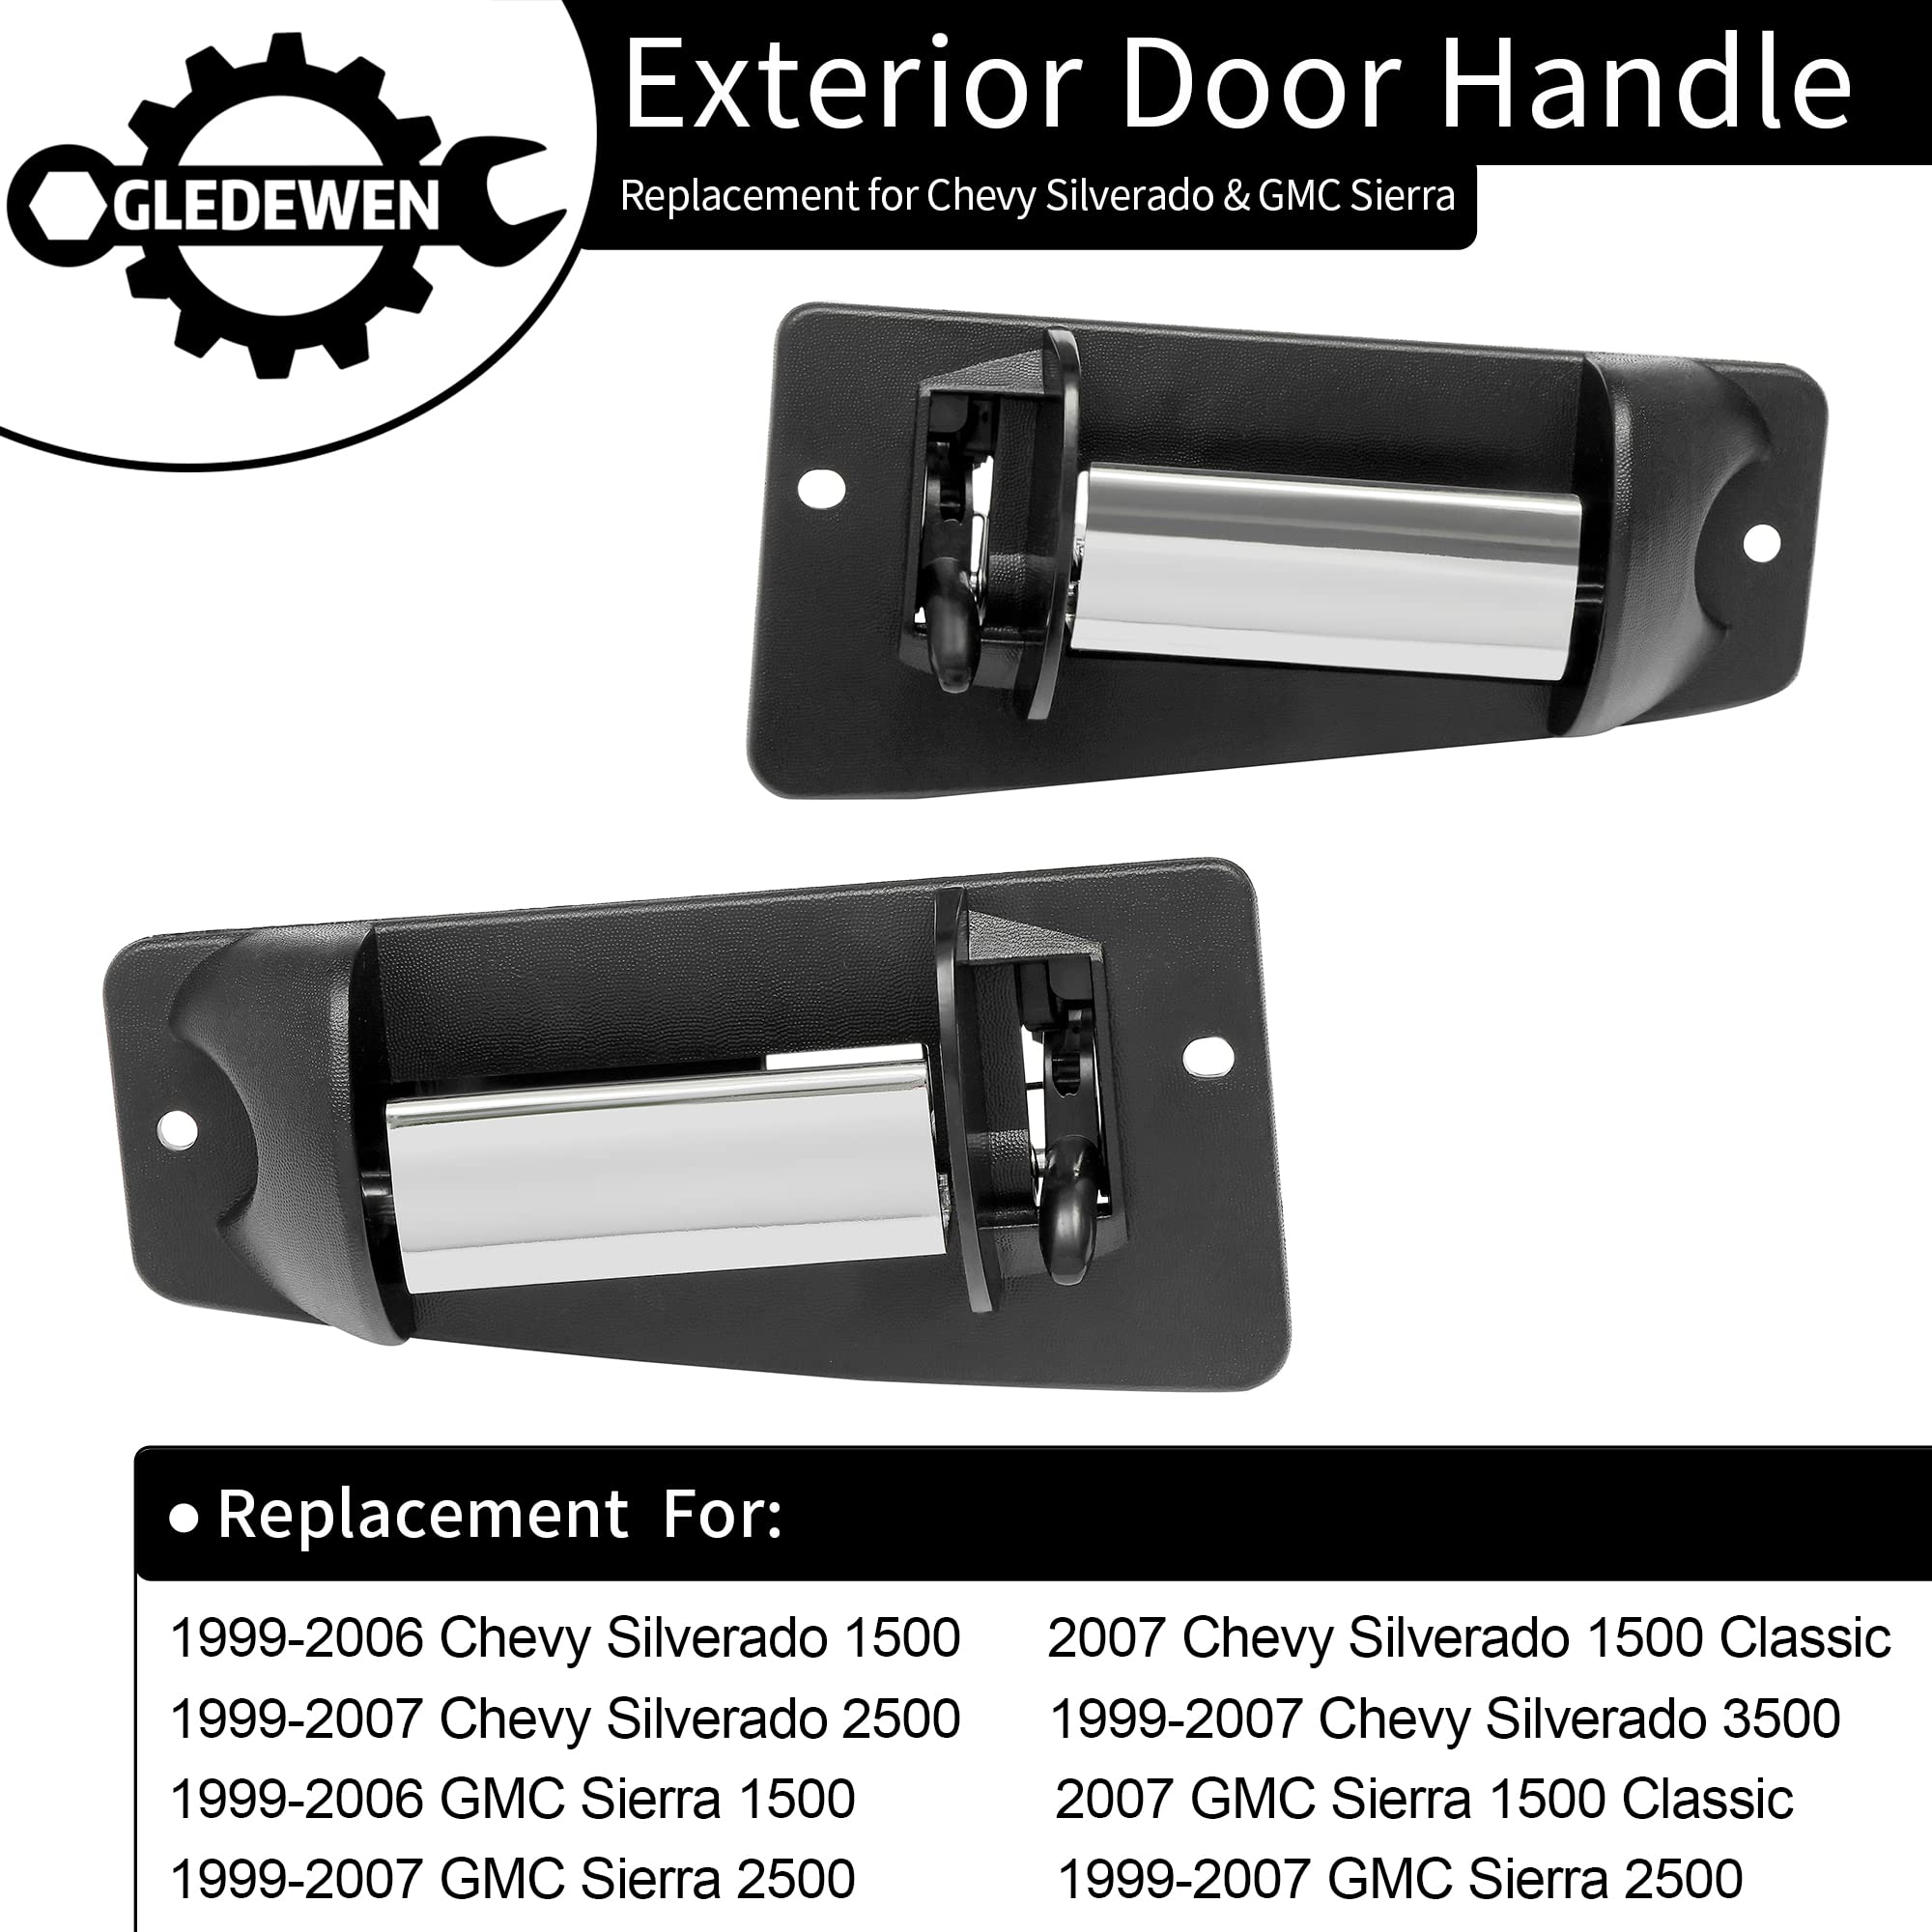 GLEDEWEN
Exterior Door Handle
Replacement for Chevy Silverado & GMC Sierra
● Replacement For:
1999-2006 Chevy Silverado 1500
2007 Chevy Silverado 1500 Classic
1999-2007 Chevy Silverado 2500
1999-2007 Chevy Silverado 3500
1999-2006 GMC Sierra 1500
2007 GMC Sierra 1500 Classic
1999-2007 GMC Sierra 2500
1999-2007 GMC Sierra 2500